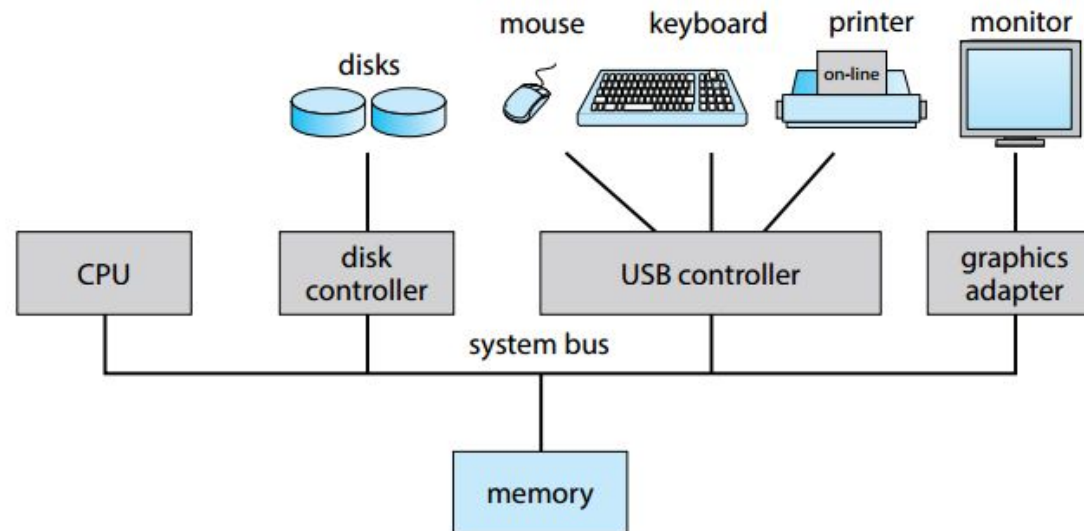 mouse
keyboard
printer
monitor
disks
on-line
CPU
disk
controller
USB controller
graphics
adapter
system bus
memory